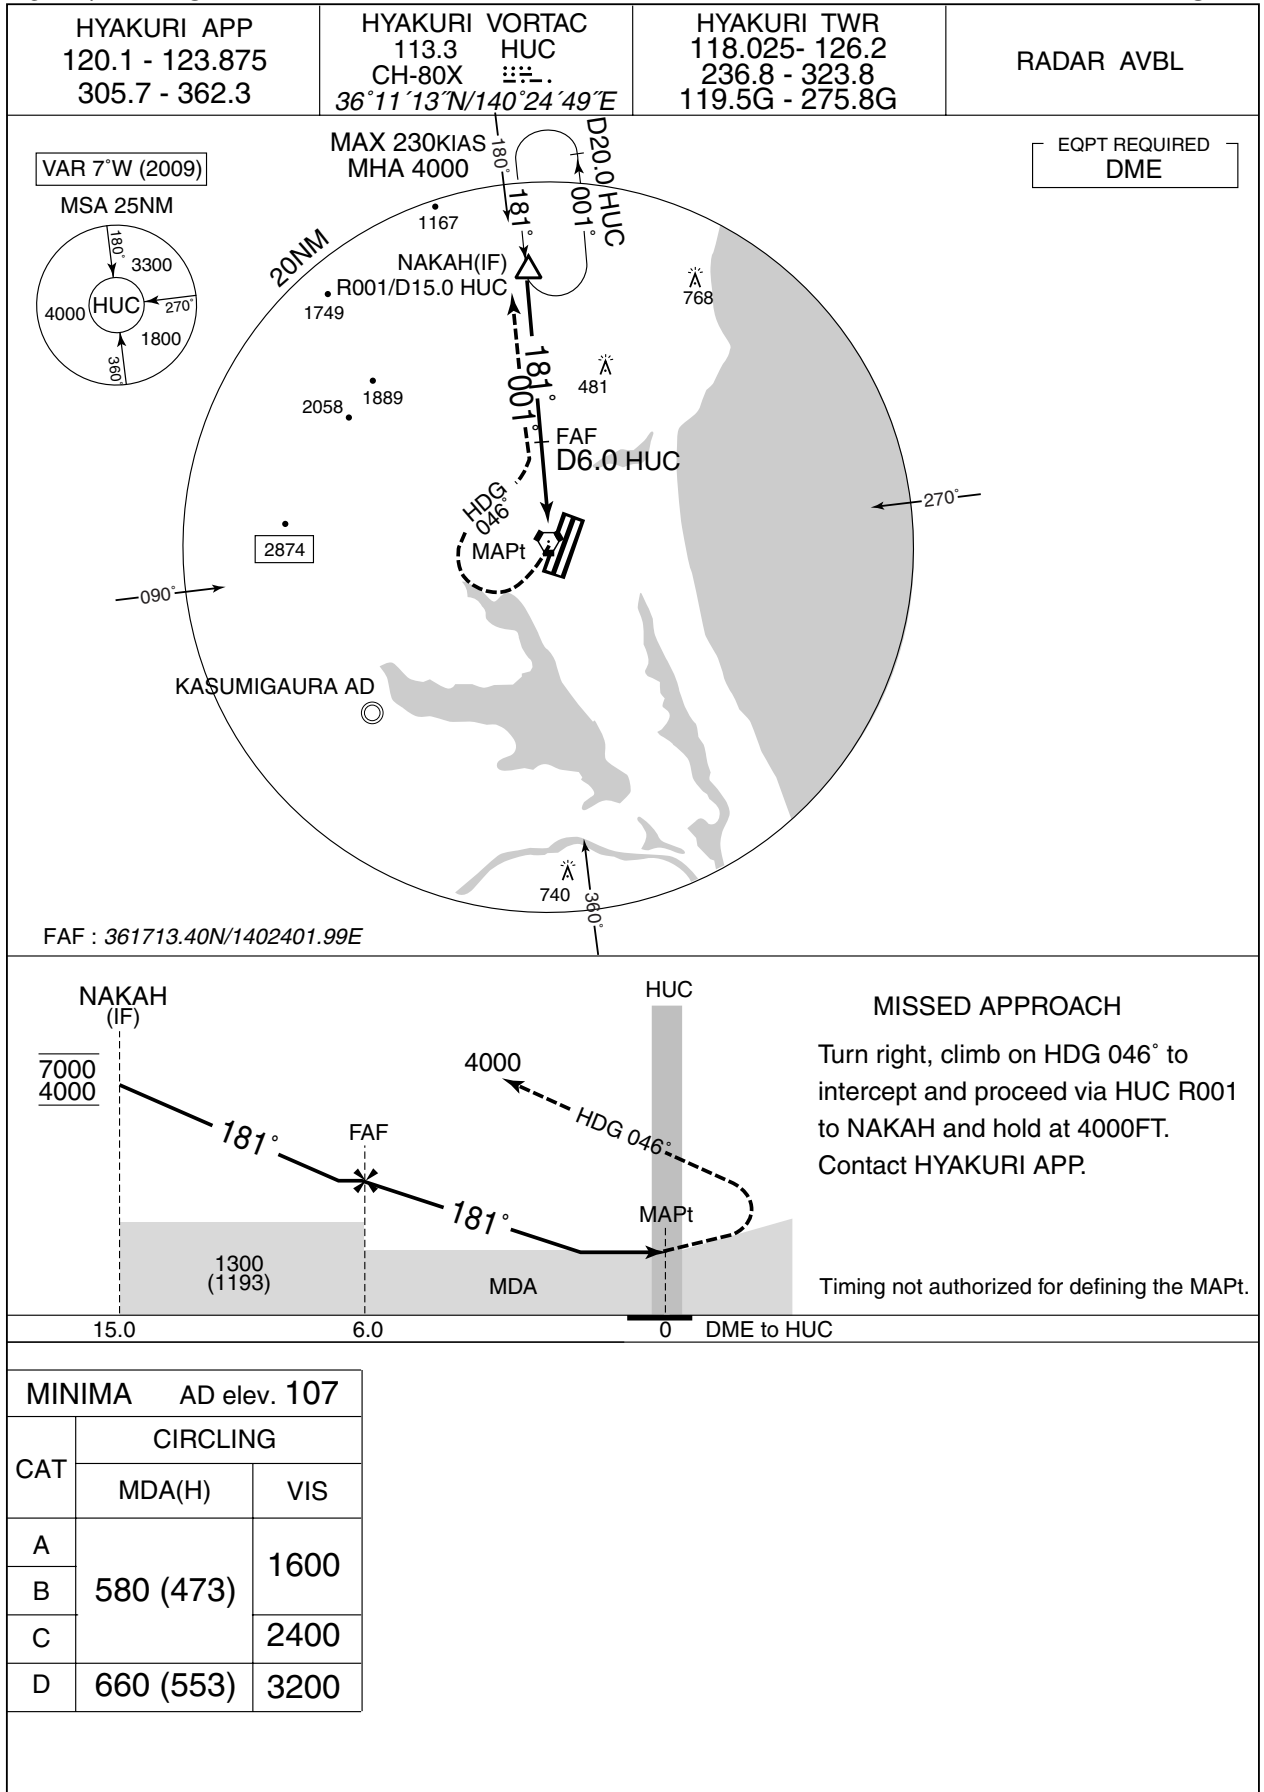 HYAKURI APP
120.1 - 123.875
305.7 - 362.3
HYAKURI VORTAC
113.3 HUC
CH-80X
36°11´13˝N/140°24´49˝E
HYAKURI TWR
118.025- 126.2
236.8 - 323.8
119.5G - 275.8G
RADAR AVBL
VAR 7°W (2009)
MSA 25NM
180°
3300
4000
HUC
270°
1800
360°
MAX 230KIAS
MHA 4000
180°
181°
001°
D20.0 HUC
EQPT REQUIRED
DME
20NM
1167
NAKAH(IF)
R001/D15.0 HUC
1749
768
181°
001°
481
2058
1889
FAF
D6.0 HUC
HDG
046°
MAPt
270°
2874
090°
KASUMIGAURA AD
740
360°
FAF : 361713.40N/1402401.99E
NAKAH
(IF)
7000
4000
181°
FAF
181°
4000
HDG 046°
HUC
MAPt
1300
(1193)
MDA
15.0
6.0
0
DME to HUC
MISSED APPROACH
Turn right, climb on HDG 046° to
intercept and proceed via HUC R001
to NAKAH and hold at 4000FT.
Contact HYAKURI APP.
Timing not authorized for defining the MAPt.
MINIMA AD elev. 107
CAT
CIRCLING
MDA(H)
VIS
A
B
C
580 (473)
1600
2400
D
660 (553)
3200